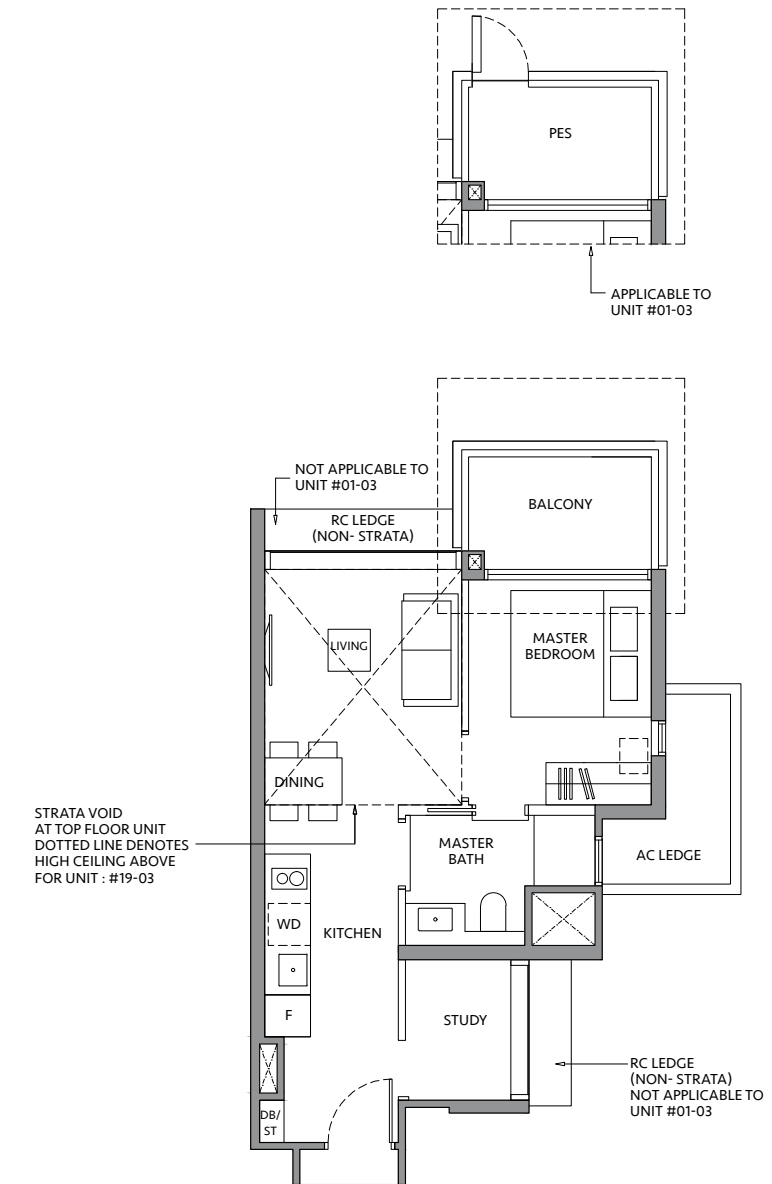 PES
APPLICABLE TO
UNIT #01-03
NOT APPLICABLE TO
UNIT #01-03
RC LEDGE
(NON- STRATA)
BALCONY
LIVING
MASTER
BEDROOM
DINING
STRATA VOID
AT TOP FLOOR UNIT
DOTTED LINE DENOTES
HIGH CEILING ABOVE
FOR UNIT : #19-03
MASTER
BATH
AC LEDGE
WD
KITCHEN
F
STUDY
RC LEDGE
(NON- STRATA)
NOT APPLICABLE TO
UNIT #01-03
DB/
ST